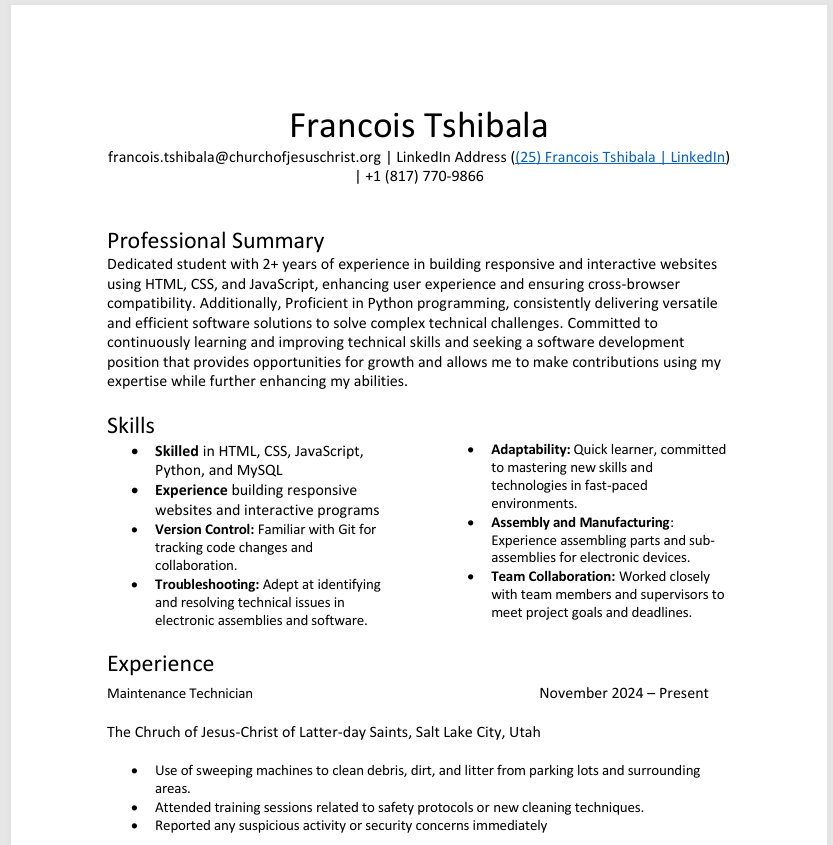 Francois Tshibala
francois.tshibala@churchofjesuschrist.org | LinkedIn Address ((25) Francois Tshibala | LinkedIn)
| +1 (817) 770-9866
Professional Summary
Dedicated student with 2+ years of experience in building responsive and interactive websites
using HTML, CSS, and JavaScript, enhancing user experience and ensuring cross-browser
compatibility. Additionally, Proficient in Python programming, consistently delivering versatile
and efficient software solutions to solve complex technical challenges. Committed to
continuously learning and improving technical skills and seeking a software development
position that provides opportunities for growth and allows me to make contributions using my
expertise while further enhancing my abilities.
Skills
• Skilled in HTML, CSS, JavaScript,
Python, and MySQL
• Experience building responsive
websites and interactive programs
• Version Control: Familiar with Git for
tracking code changes and
collaboration.
• Troubleshooting: Adept at identifying
and resolving technical issues in
electronic assemblies and software.
• Adaptability: Quick learner, committed
to mastering new skills and
technologies in fast-paced
environments.
• Assembly and Manufacturing:
Experience assembling parts and sub-
assemblies for electronic devices.
• Team Collaboration: Worked closely
with team members and supervisors to
meet project goals and deadlines.
Experience
Maintenance Technician November 2024 – Present
The Chruch of Jesus-Christ of Latter-day Saints, Salt Lake City, Utah
• Use of sweeping machines to clean debris, dirt, and litter from parking lots and surrounding
areas.
• Attended training sessions related to safety protocols or new cleaning techniques.
• Reported any suspicious activity or security concerns immediately